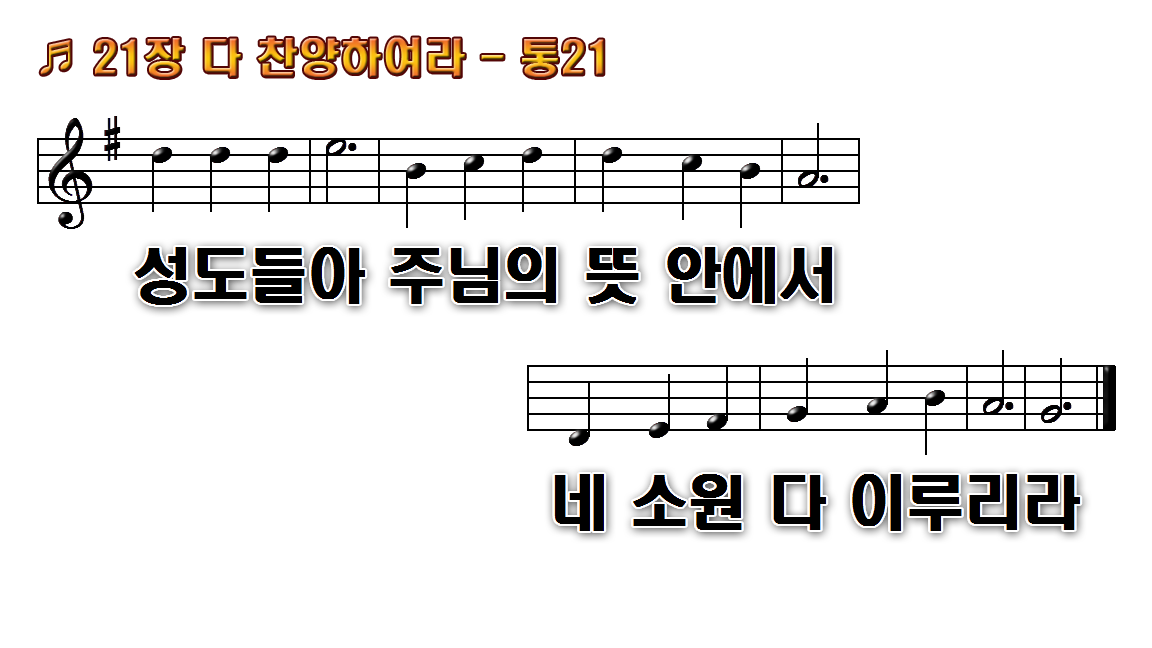 ♬ 21장 다 찬양하여라 - 통21
성도들아 주님의 뜻 안에서
네 소원 다 이루리라